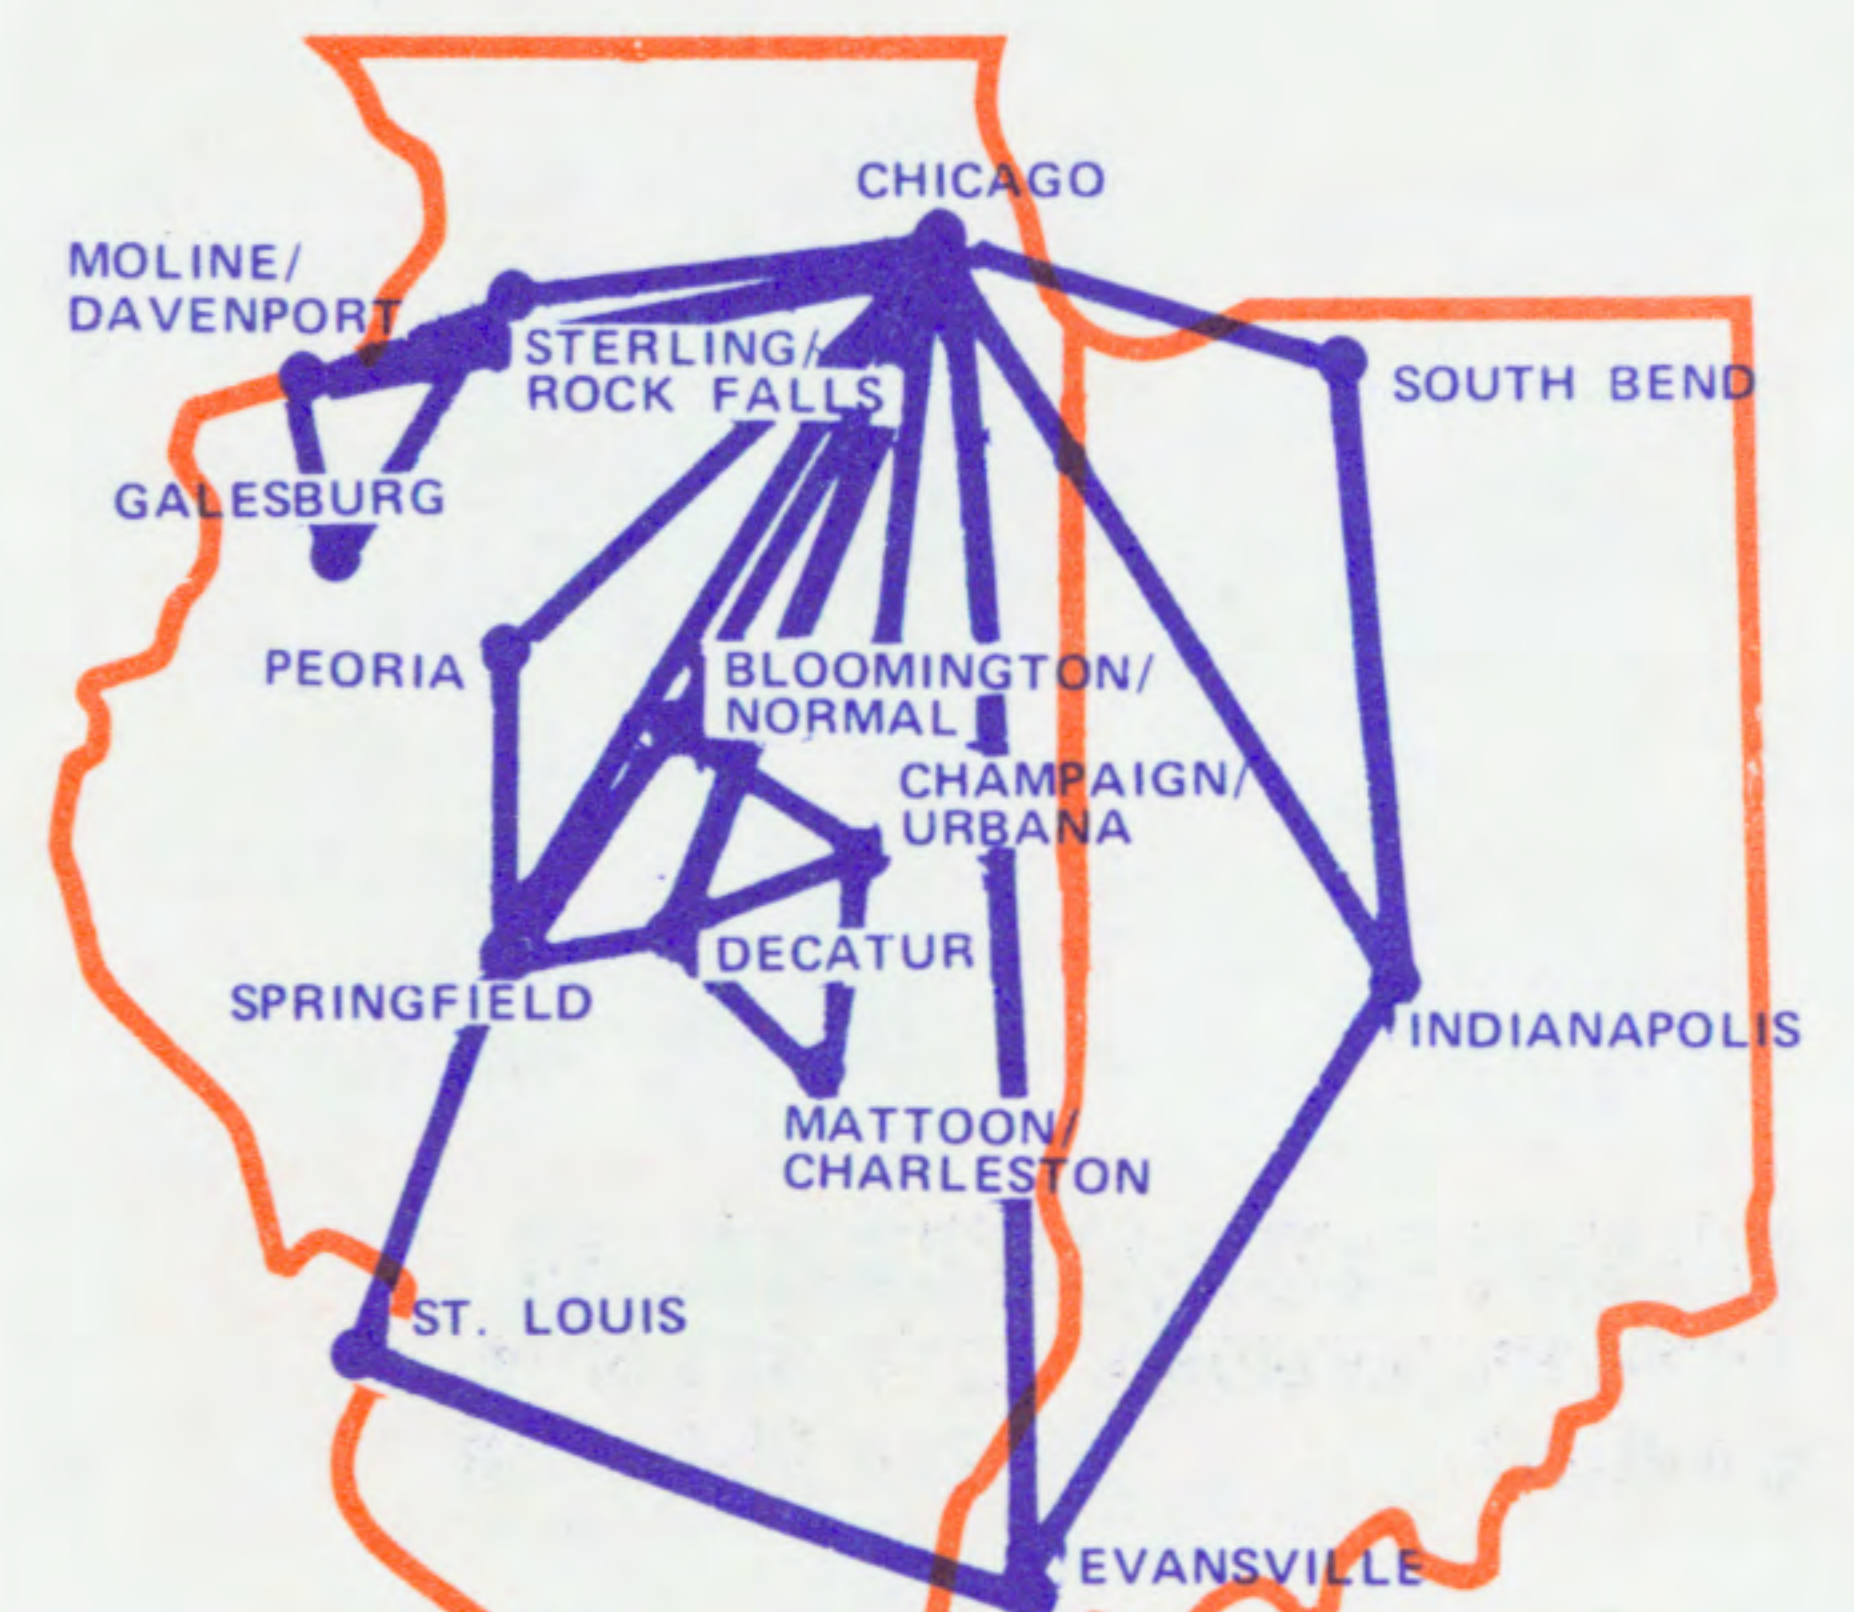 CHICAGO
MOLINE/
DAVENPORT
STERLING/
ROCK FALLS
SOUTH BEND
GALESBURG
PEORIA
BLOOMINGTON/
NORMAL
CHAMPAIGN/
URBANA
DECATUR
SPRINGFIELD
INDIANAPOLIS
MATTOON/
CHARLESTON
ST. LOUIS
EVANSVILLE